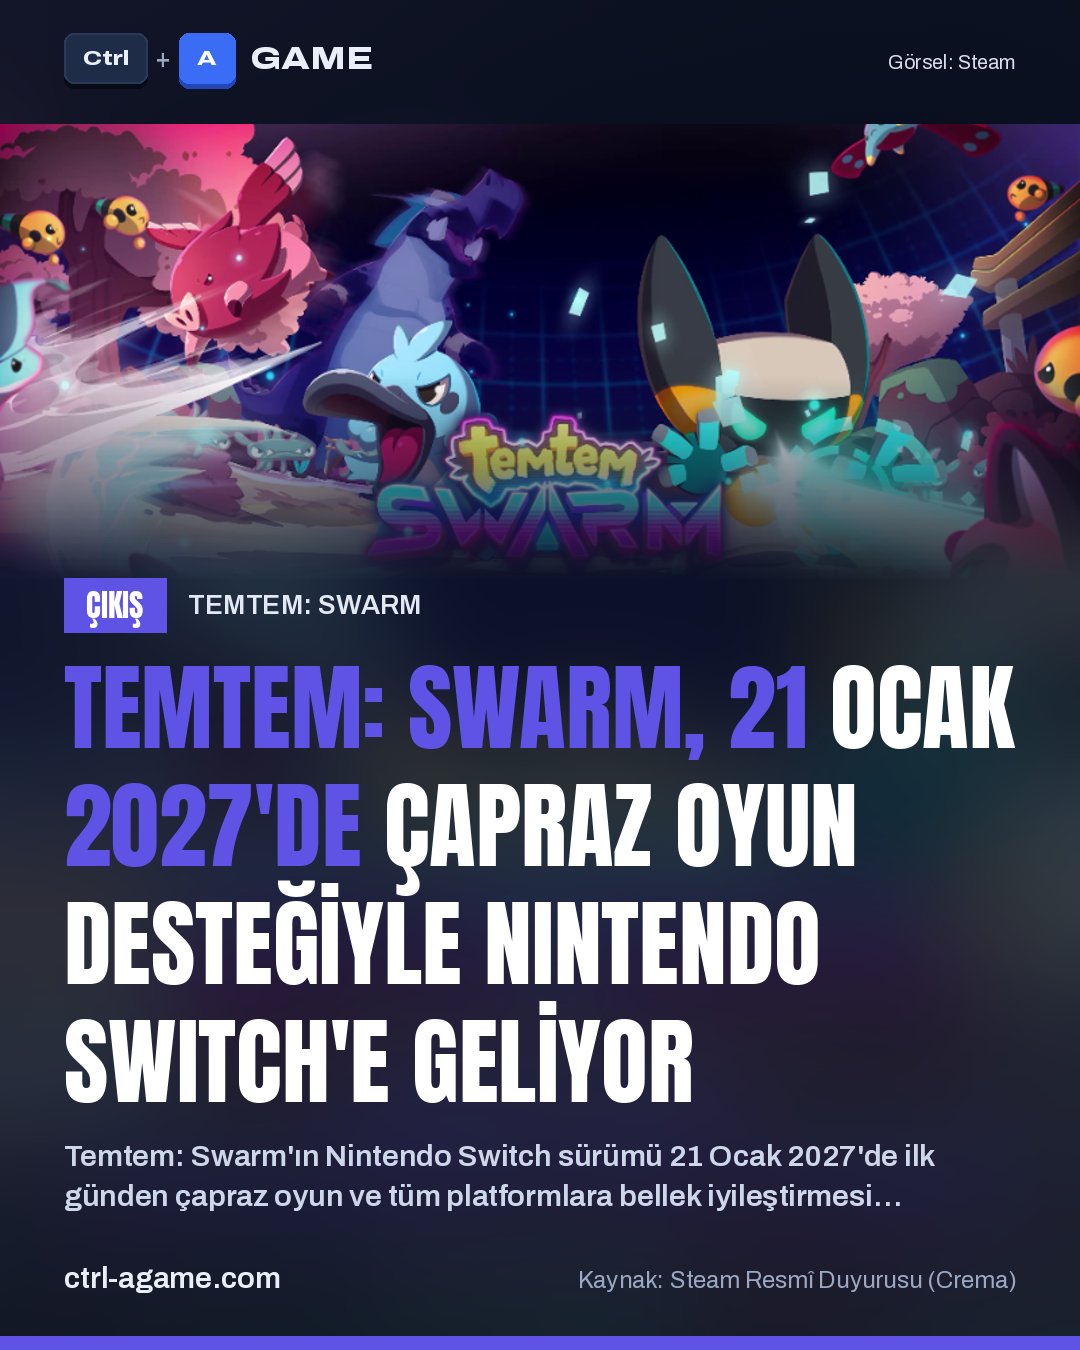 Ctrl + A GAME
Görsel: Steam
temtem
SWARM
ÇIKIŞ
TEMTEM: SWARM
TEMTEM: SWARM, 21 OCAK
2027'DE ÇAPRAZ OYUN
DESTEĞİYLE NINTENDO
SWITCH'E GELİYOR
Temtem: Swarm'ın Nintendo Switch sürümü 21 Ocak 2027'de ilk
günden çapraz oyun ve tüm platformlara bellek iyileştirmesi...
ctrl-agame.com
Kaynak: Steam Resmî Duyurusu (Crema)